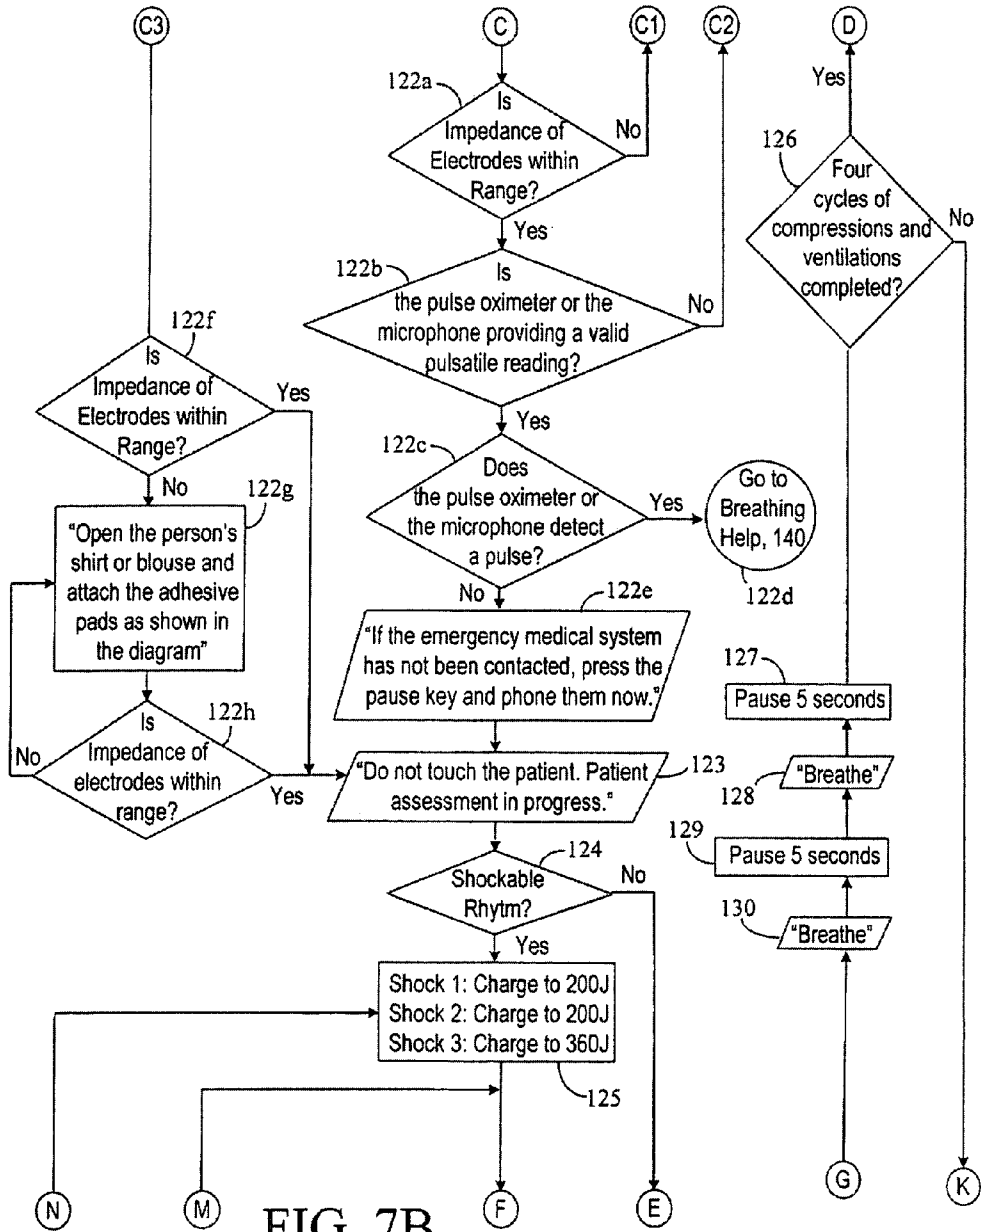 C3
C
C1
C2
D
122a
Is
Impedance of
Electrodes within
Range?
No
Yes
122b
Is
the pulse oximeter or the
microphone providing a valid
pulsatile reading?
No
Yes
122c
Does
the pulse oximeter or
the microphone detect
a pulse?
Yes
No
Go to
Breathing
Help, 140
122d
122e
"If the emergency medical system
has not been contacted, press the
pause key and phone them now."
122f
Is
Impedance of
Electrodes within
Range?
Yes
No
122g
"Open the person's
shirt or blouse and
attach the adhesive
pads as shown in
the diagram"
122h
Is
Impedance of
electrodes within
range?
No
Yes
"Do not touch the patient. Patient
assessment in progress."
123
124
Shockable
Rhytm?
No
Yes
Shock 1: Charge to 200J
Shock 2: Charge to 200J
Shock 3: Charge to 360J
125
Yes
126
Four
cycles of
compressions and
ventilations
completed?
No
127
Pause 5 seconds
"Breathe"
128
129
Pause 5 seconds
130
"Breathe"
N
M
F
E
G
K
FIG. 7B